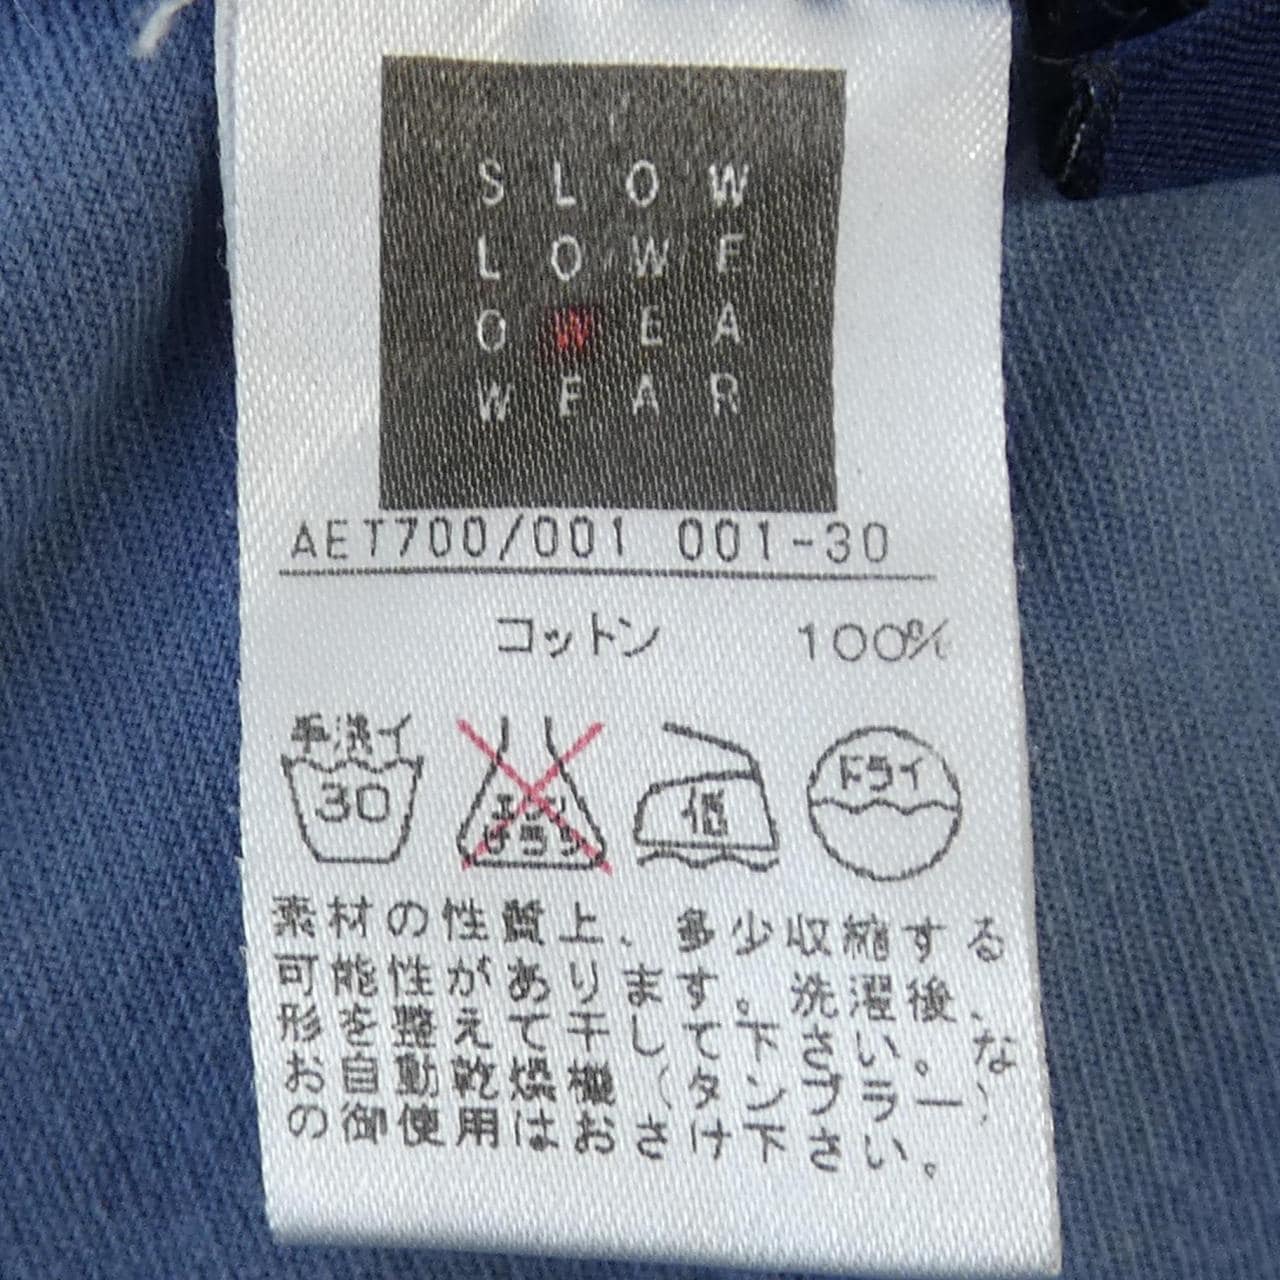 SLOW
LOWE
OWEA
WEAR
AET700/001 001-30
コットン 100%
手洗イ
30
エンソ
サラシ
低
ドライ
素材の性質上、多少収縮する
可能性があります。洗濯後、
形を整えて干して下さい。な
お自動乾燥機（タンブラー）
の御使用はおさけ下さい。